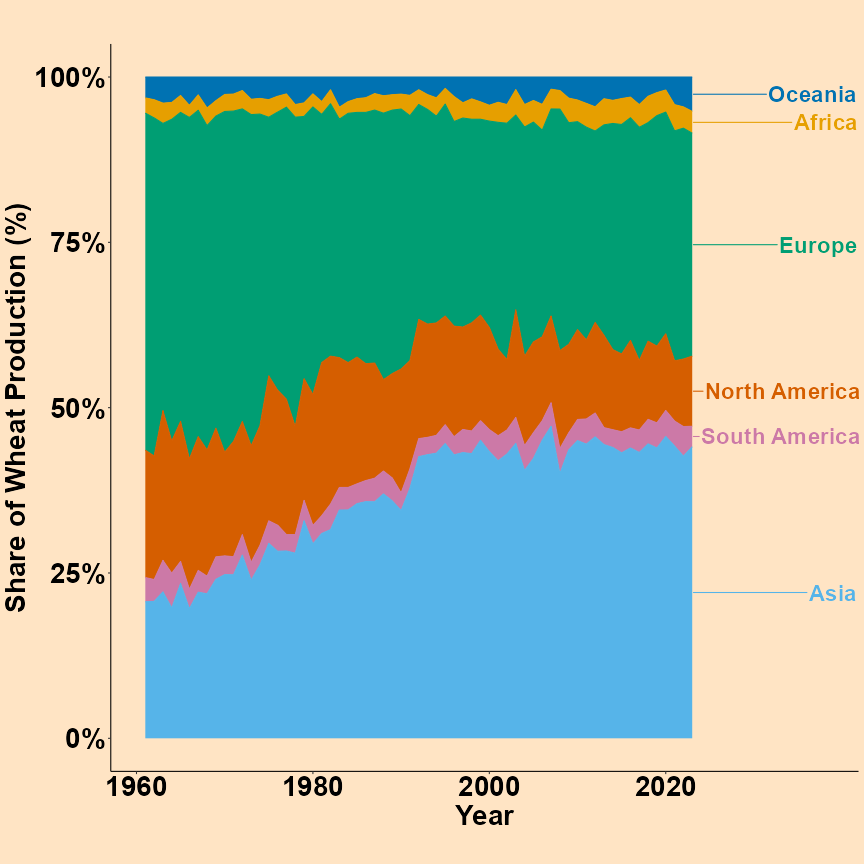 100%
Oceania
Africa
75%
Europe
Share of Wheat Production (%)
50%
North America
South America
25%
Asia
0%
1960 1980 2000 2020
Year